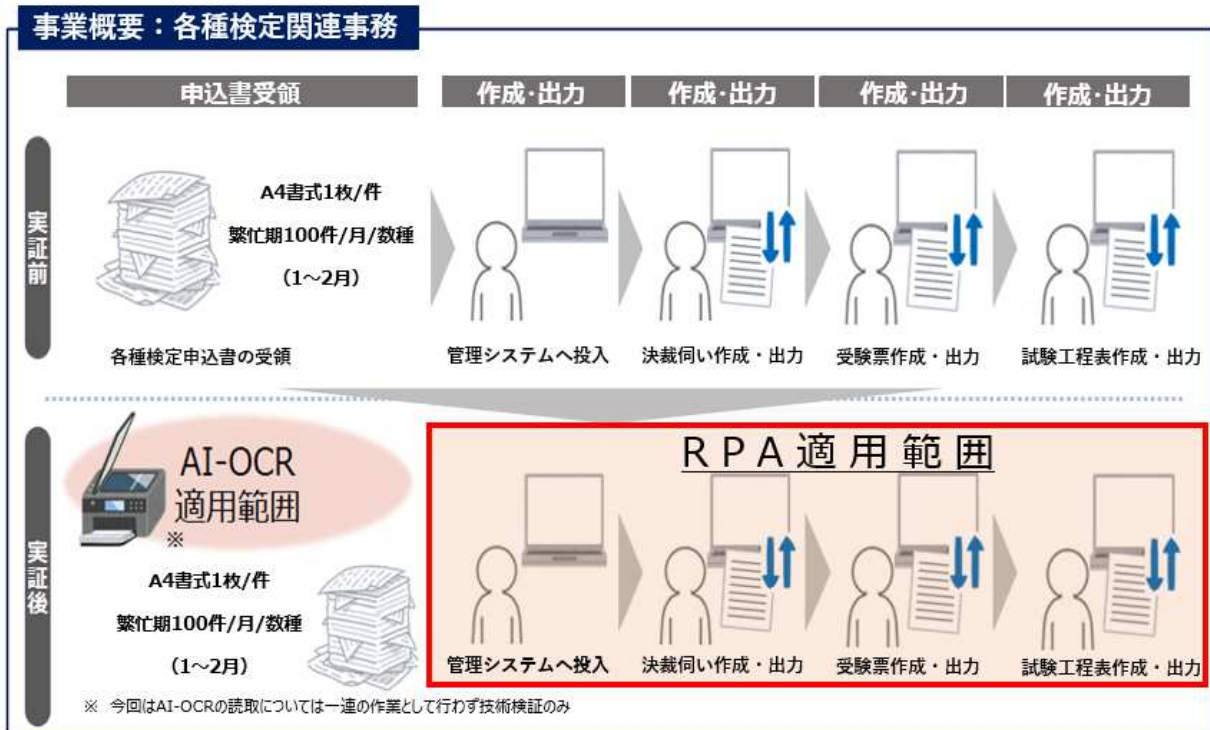 事業概要：各種検定関連事務
申込書受領
作成・出力
作成・出力
作成・出力
作成・出力
実証前
A4書式1枚/件
繁忙期100件/月/数種
（1～2月）
各種検定申込書の受領
管理システムへ投入
決裁伺い作成・出力
受験票作成・出力
試験工程表作成・出力
実証後
AI-OCR
適用範囲
※
A4書式1枚/件
繁忙期100件/月/数種
（1～2月）
RPA適用範囲
管理システムへ投入
決裁伺い作成・出力
受験票作成・出力
試験工程表作成・出力
※ 今回はAI-OCRの読取については一連の作業として行わず技術検証のみ